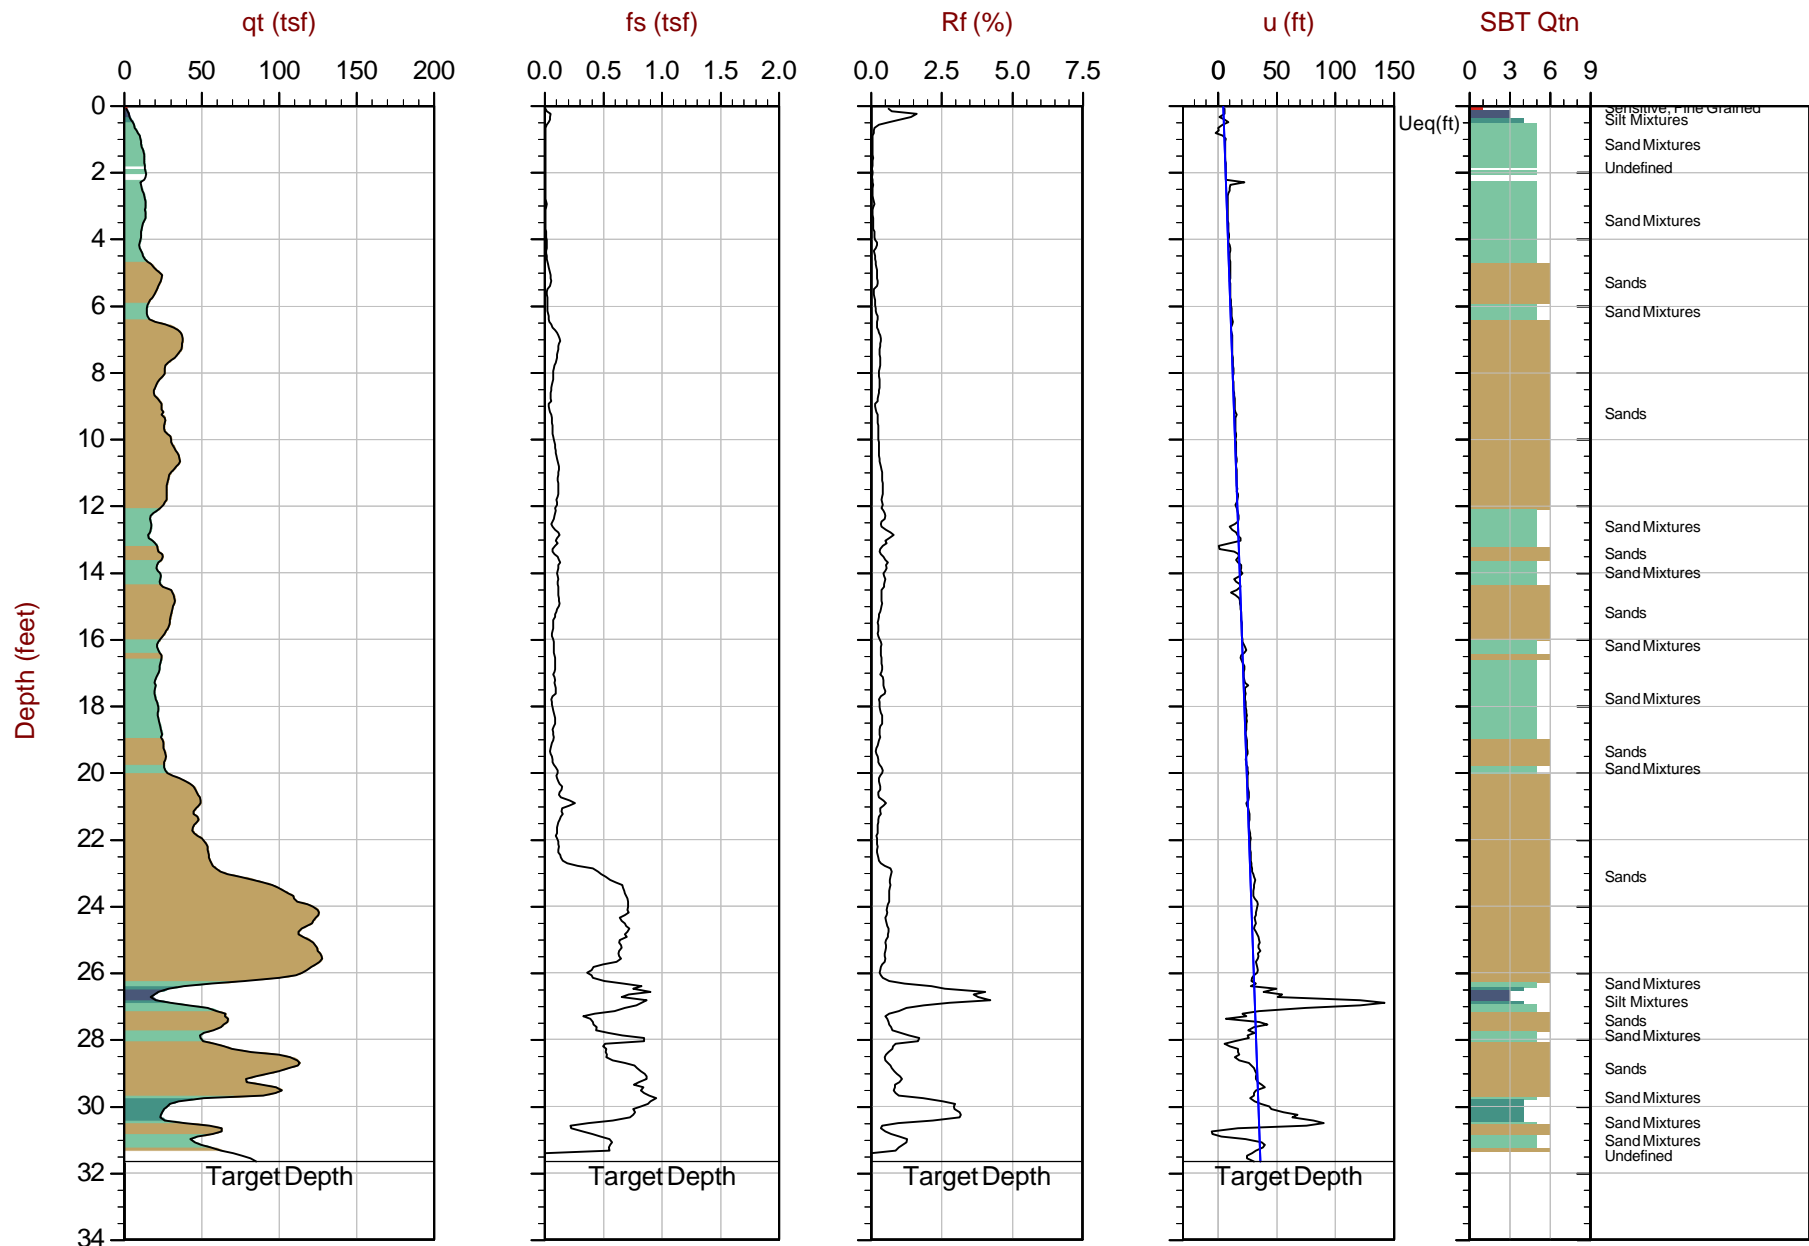 qt (tsf) fs (tsf) Rf (%) u (ft) SBT Qtn
0 50 100 150 200 0.0 0.5 1.0 1.5 2.0 0.0 2.5 5.0 7.5 0 50 100 150 0 3 6 9
Depth (feet)
0
2
4
6
8
10
12
14
16
18
20
22
24
26
28
30
32
34
Ueq(ft)
Sensitive, Fine Grained
Silt Mixtures
Sand Mixtures
Undefined
Sand Mixtures
Sands
Sand Mixtures
Sands
Sand Mixtures
Sands
Sand Mixtures
Sands
Sand Mixtures
Sand Mixtures
Sands
Sand Mixtures
Sands
Sand Mixtures
Silt Mixtures
Sands
Sand Mixtures
Sands
Sand Mixtures
Sand Mixtures
Sand Mixtures
Undefined
Target Depth Target Depth Target Depth Target Depth